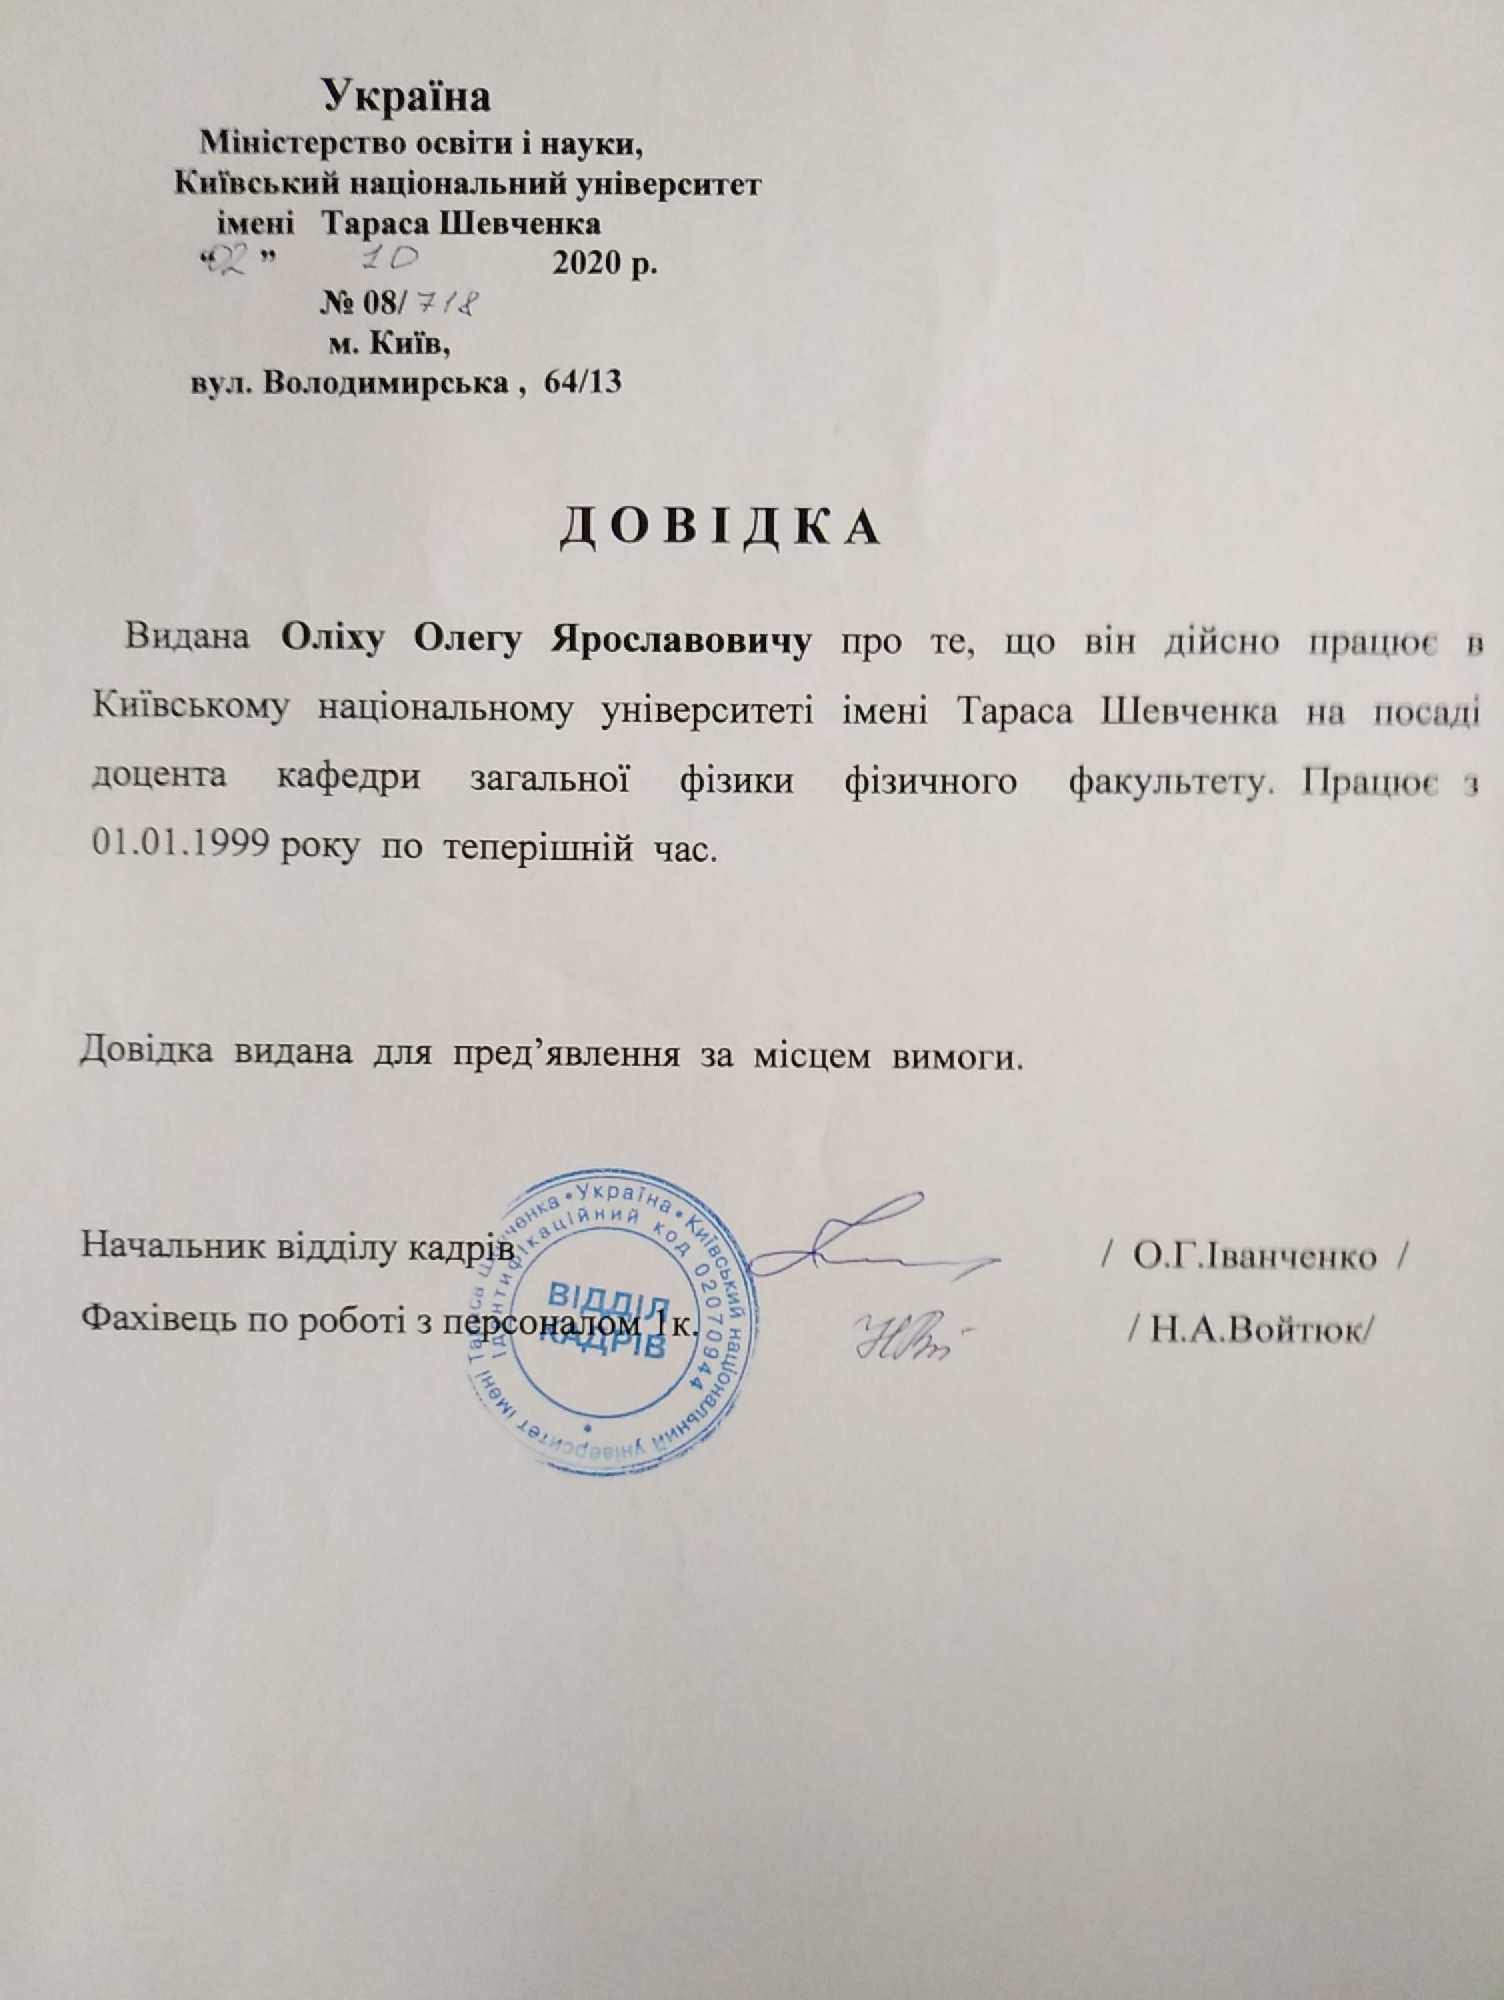 Україна
Міністерство освіти і науки,
Київський національний університет
імені Тараса Шевченка
“02” 10 2020 р.
№ 08/718
м. Київ,
вул. Володимирська , 64/13
ДОВІДКА
Видана Оліху Олегу Ярославовичу про те, що він дійсно працює в
Київському національному університеті імені Тараса Шевченка на посаді
доцента кафедри загальної фізики фізичного факультету. Працює з
01.01.1999 року по теперішній час.
Довідка видана для пред’явлення за місцем вимоги.
Начальник відділу кадрів / О.Г.Іванченко /
Фахівець по роботі з персоналом 1к. / Н.А.Войтюк/
Україна • Київський національний університет імені Тараса Шевченка •
Ідентифікаційний код 02070944
ВІДДІЛ
КАДРІВ